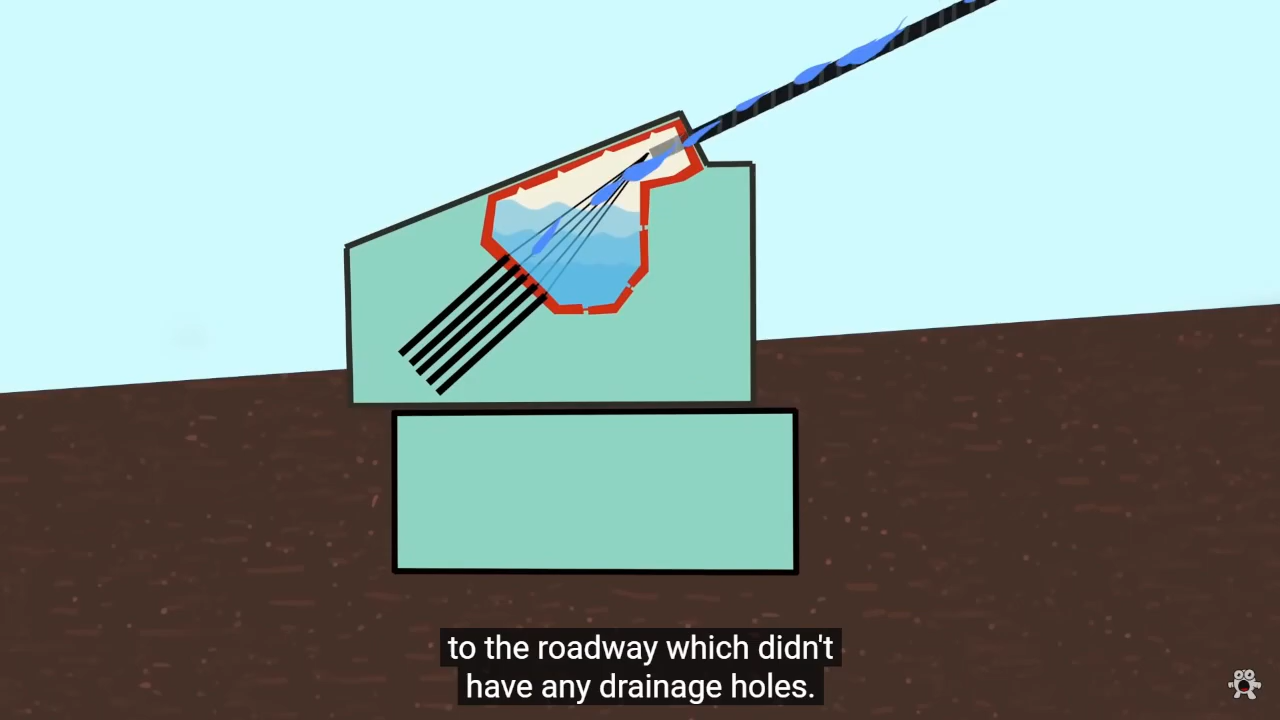 to the roadway which didn't
have any drainage holes.